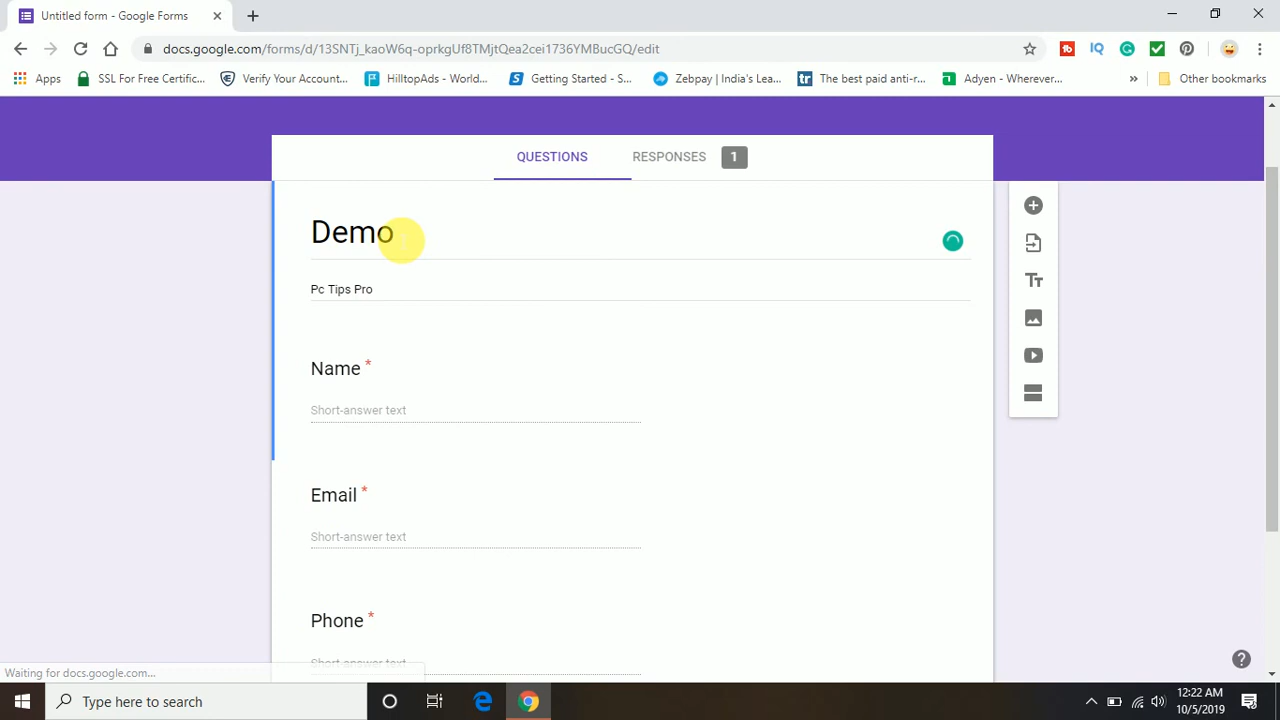 Untitled form - Google Forms
docs.google.com/forms/d/13SNTj_kaoW6q-oprkgUf8TMjtQea2cei1736YMBucGQ/edit
Apps SSL For Free Certific... Verify Your Account... HilltopAds - World... Getting Started - S... Zebpay | India's Lea... The best paid anti-r... Adyen - Wherever... » Other bookmarks
QUESTIONS RESPONSES 1
Demo
Pc Tips Pro
Name *
Short-answer text
Email *
Short-answer text
Phone *
Short-answer text
Waiting for docs.google.com...
Type here to search
12:22 AM
10/5/2019